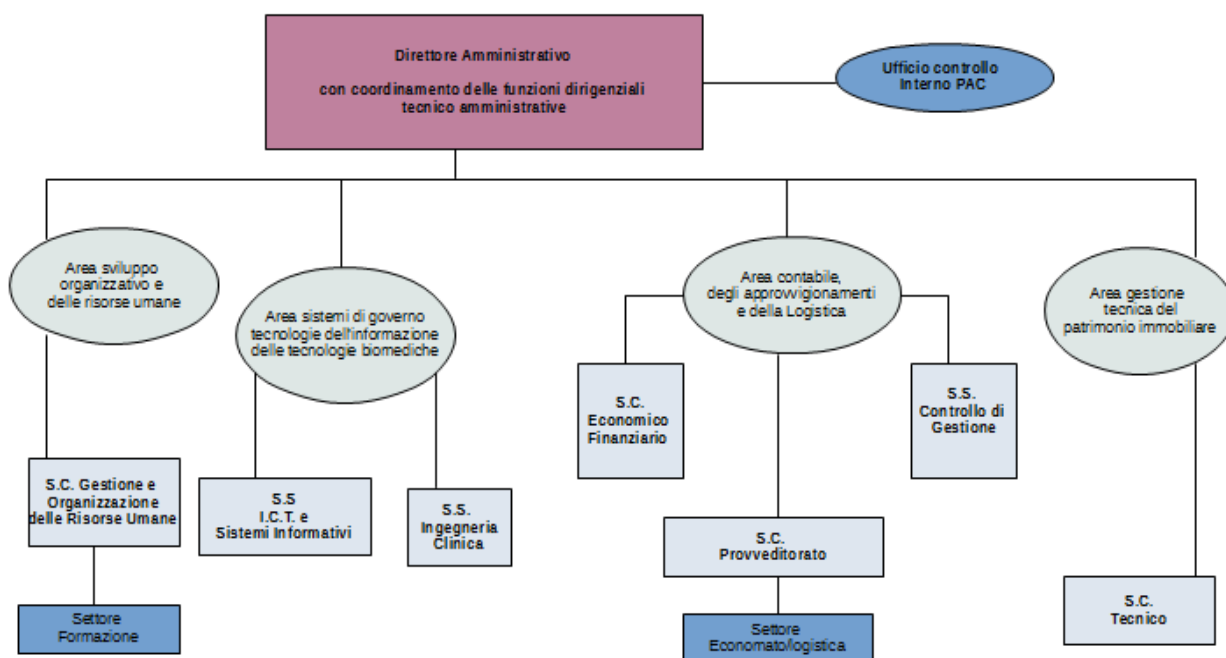 Direttore Amministrativo
con coordinamento delle funzioni dirigenziali
tecnico amministrative
Ufficio controllo
Interno PAC
Area sviluppo
organizzativo e
delle risorse umane
Area sistemi di governo
tecnologie dell'informazione
delle tecnologie biomediche
Area contabile,
degli approvvigionamenti
e della Logistica
Area gestione
tecnica del
patrimonio immobiliare
S.C.
Economico
Finanziario
S.S.
Controllo di
Gestione
S.C. Gestione e
Organizzazione
delle Risorse Umane
S.S
I.C.T. e
Sistemi Informativi
S.S.
Ingegneria
Clinica
S.C.
Provveditorato
S.C.
Tecnico
Settore
Formazione
Settore
Economato/logistica